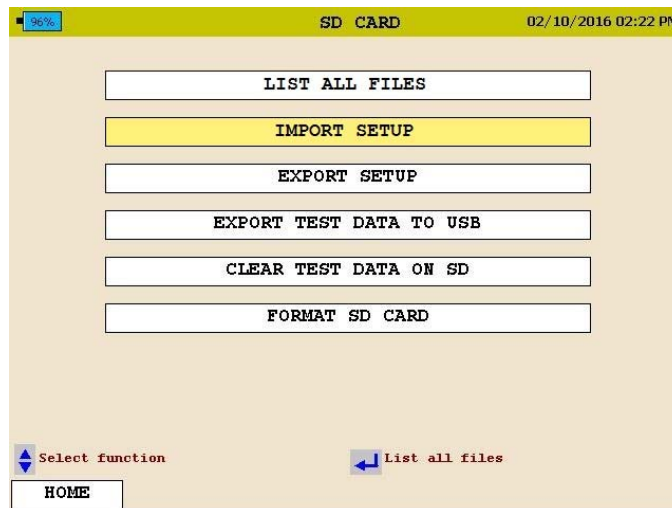 96% SD CARD 02/10/2016 02:22 PM
LIST ALL FILES
IMPORT SETUP
EXPORT SETUP
EXPORT TEST DATA TO USB
CLEAR TEST DATA ON SD
FORMAT SD CARD
Select function List all files
HOME